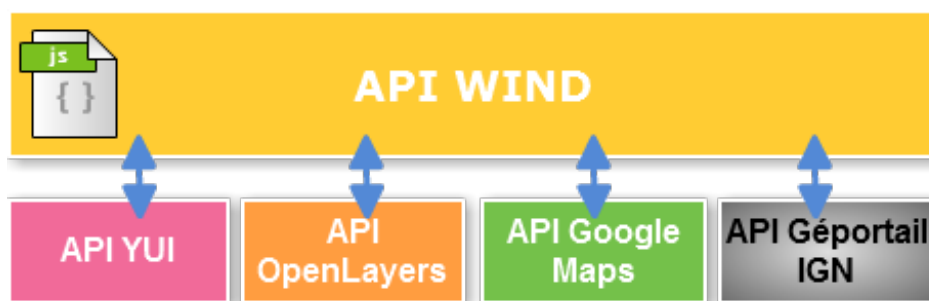 js
{ }
API WIND
API YUI
API
OpenLayers
API Google
Maps
API Géportail
IGN